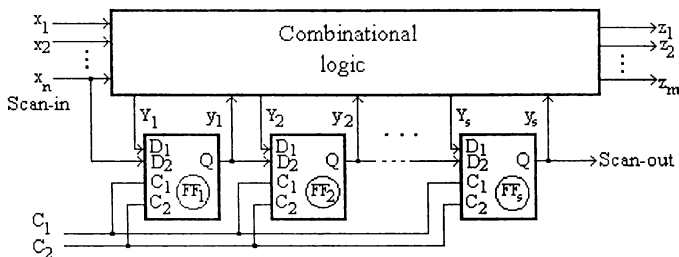 x₁
x₂
xₙ
Scan-in
Combinational
logic
z₁
z₂
zₘ
Y₁ y₁ Y₂ y₂ Yₛ yₛ
D₁ D₁ D₁
D₂ Q D₂ Q D₂ Q
C₁ C₁ C₁
C₂ C₂ C₂
FF₁ FF₂ FFₛ
Scan-out
C₁
C₂